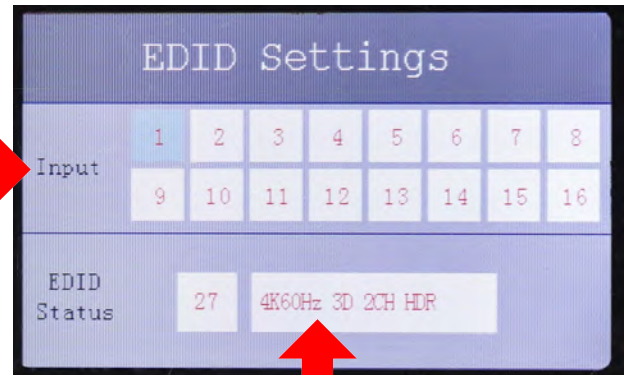 EDID Settings
Input
1 2 3 4 5 6 7 8
9 10 11 12 13 14 15 16
EDID
Status
27 4K60Hz 3D 2CH HDR